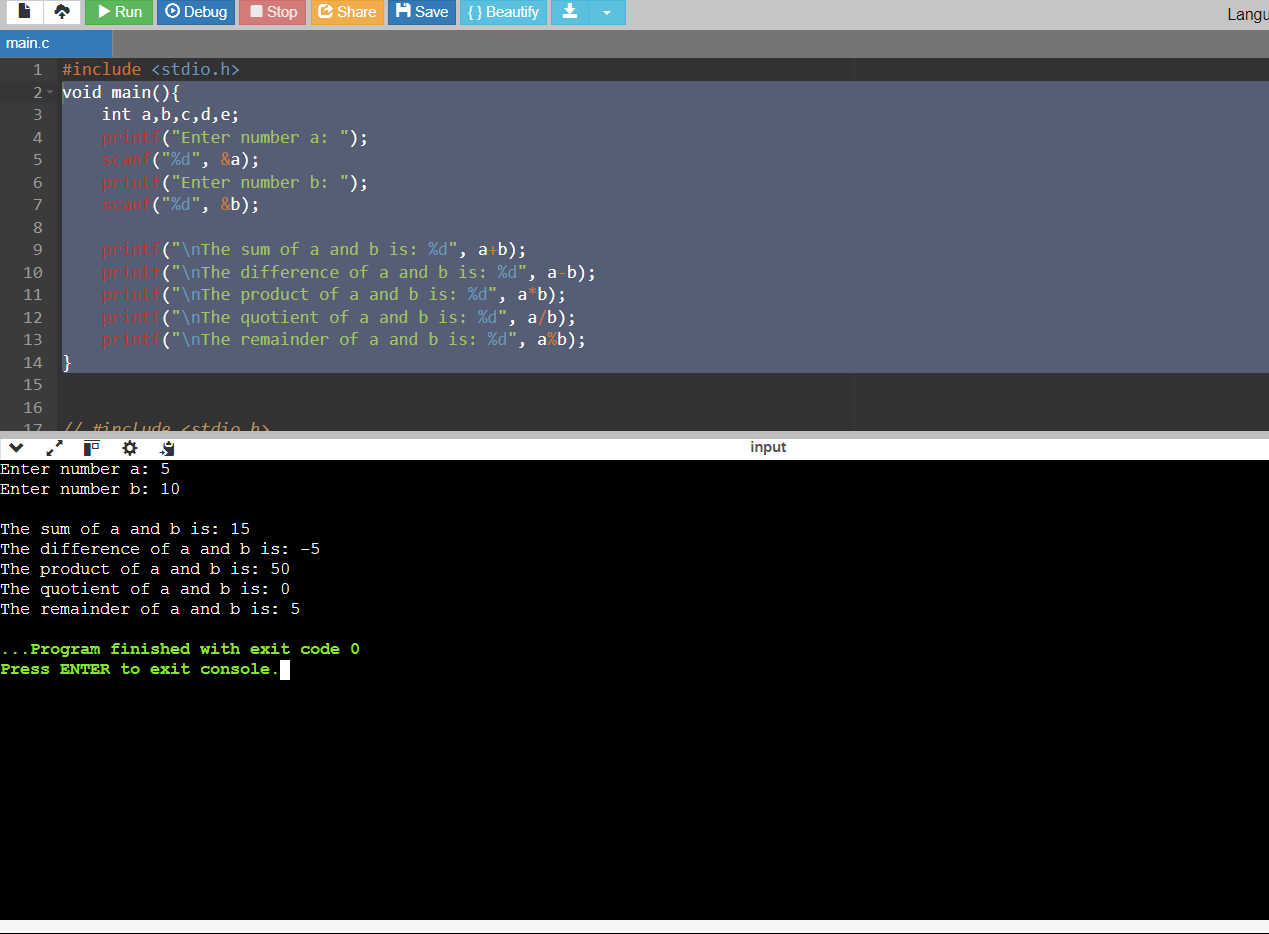 Run Debug Stop Share Save { } Beautify
Langu
main.c
1 #include <stdio.h>
2 void main(){
3 int a,b,c,d,e;
4 printf("Enter number a: ");
5 scanf("%d", &a);
6 printf("Enter number b: ");
7 scanf("%d", &b);
8
9 printf("\nThe sum of a and b is: %d", a+b);
10 printf("\nThe difference of a and b is: %d", a-b);
11 printf("\nThe product of a and b is: %d", a*b);
12 printf("\nThe quotient of a and b is: %d", a/b);
13 printf("\nThe remainder of a and b is: %d", a%b);
14 }
15
16
17 // #include <stdio.h>
input
Enter number a: 5
Enter number b: 10
The sum of a and b is: 15
The difference of a and b is: -5
The product of a and b is: 50
The quotient of a and b is: 0
The remainder of a and b is: 5
...Program finished with exit code 0
Press ENTER to exit console.